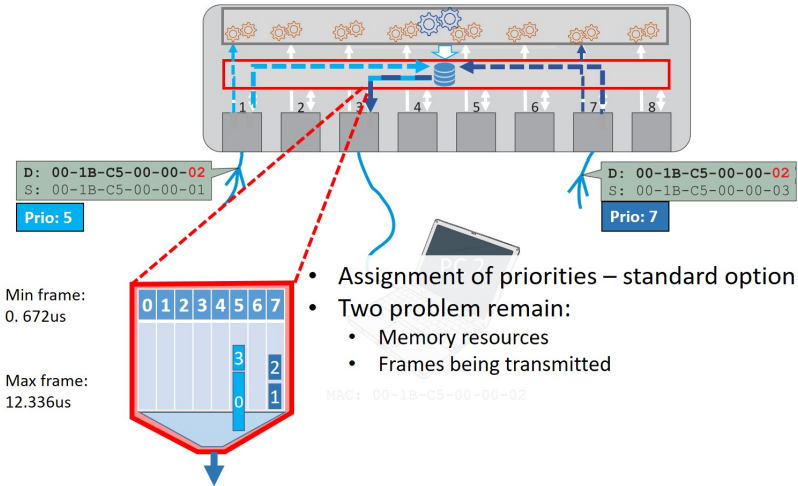 1 2 3 4 5 6 7 8
D: 00-1B-C5-00-00-02
S: 00-1B-C5-00-00-01
Prio: 5
D: 00-1B-C5-00-00-02
S: 00-1B-C5-00-00-03
Prio: 7
PC 2
• Assignment of priorities – standard option
• Two problem remain:
• Memory resources
• Frames being transmitted
MAC: 00-1B-C5-00-00-02
Min frame:
0. 672us
Max frame:
12.336us
0 1 2 3 4 5 6 7
3
2
0
1